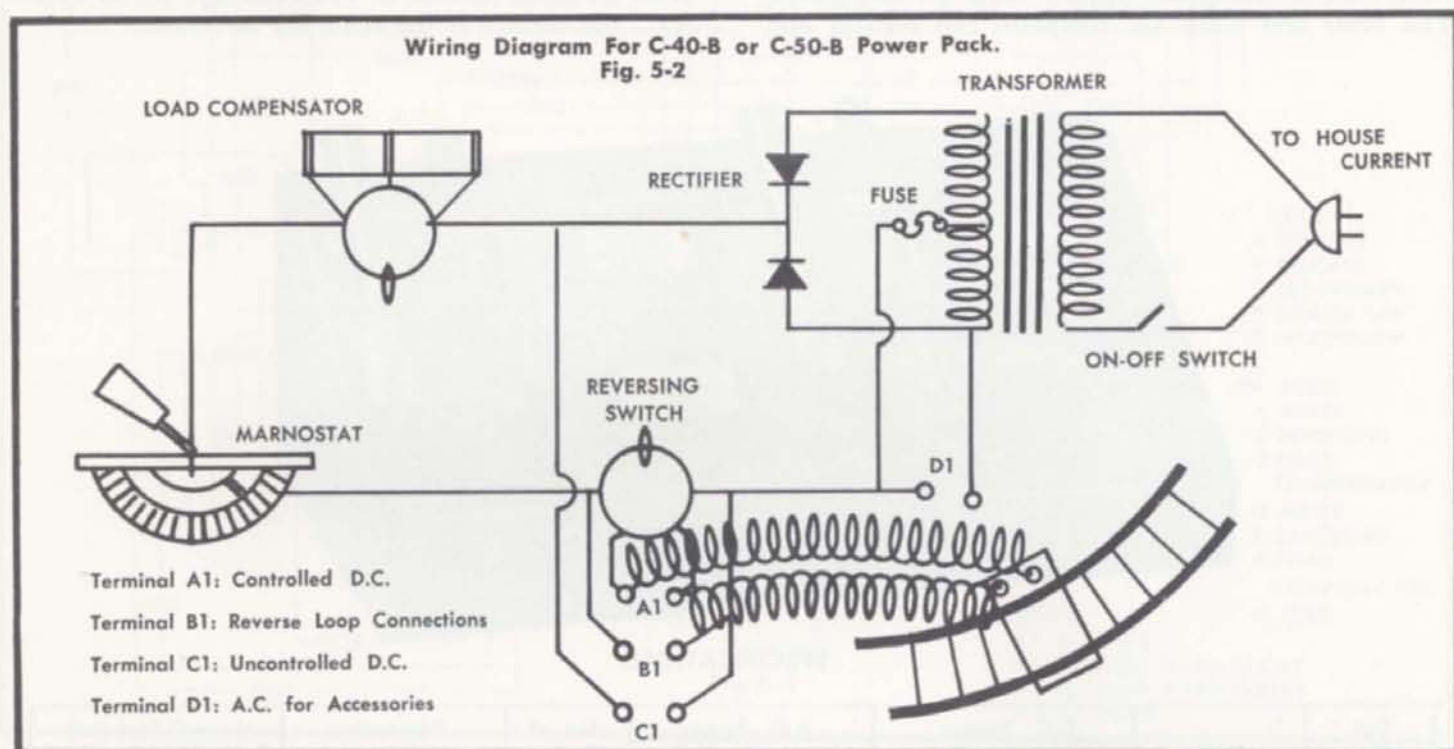 Wiring Diagram For C-40-B or C-50-B Power Pack.
Fig. 5-2
TRANSFORMER
LOAD COMPENSATOR
TO HOUSE
CURRENT
RECTIFIER
FUSE
ON-OFF SWITCH
REVERSING
SWITCH
MARNOSTAT
D1
Terminal A1: Controlled D.C.
A1
Terminal B1: Reverse Loop Connections
B1
Terminal C1: Uncontrolled D.C.
Terminal D1: A.C. for Accessories
C1